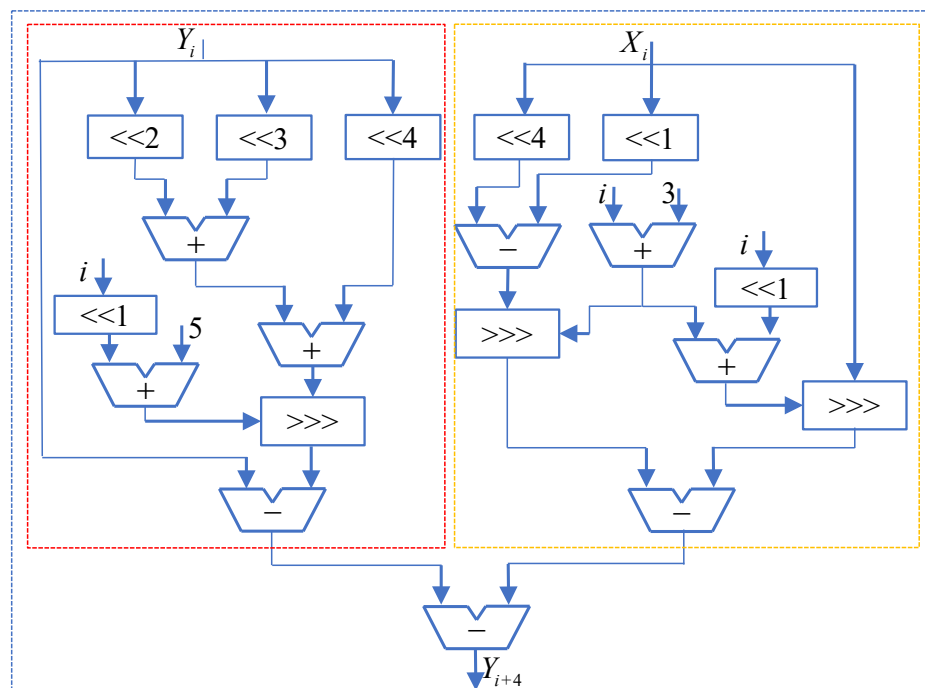 Y_i X_i
<<2 <<3 <<4 <<4 <<1
i 3
+ −
+
i i
<<1 <<1
5 >>>
+ +
+
>>> >>>
− −
−
Y_{i+4}